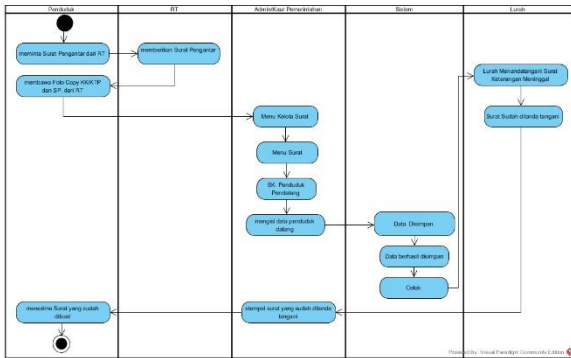 Penduduk
RT
Admin/Kaur Pemerintahan
Sistem
Lurah
meminta Surat Pengantar dari RT
memberikan Surat Pengantar
membawa Foto Copy KK/KTP
dan SP. dari RT
Lurah Menandatangani Surat
Keterangan Meninggal
Menu Kelola Surat
Surat Sudah ditanda tangani
Menu Surat
SK. Penduduk
Pendatang
mengisi data penduduk
datang
Data Disimpan
Data berhasil disimpan
Cetak
menerima Surat yang sudah
dibuat
stempel surat yang sudah ditanda
tangani
Powered By: Visual Paradigm Community Edition